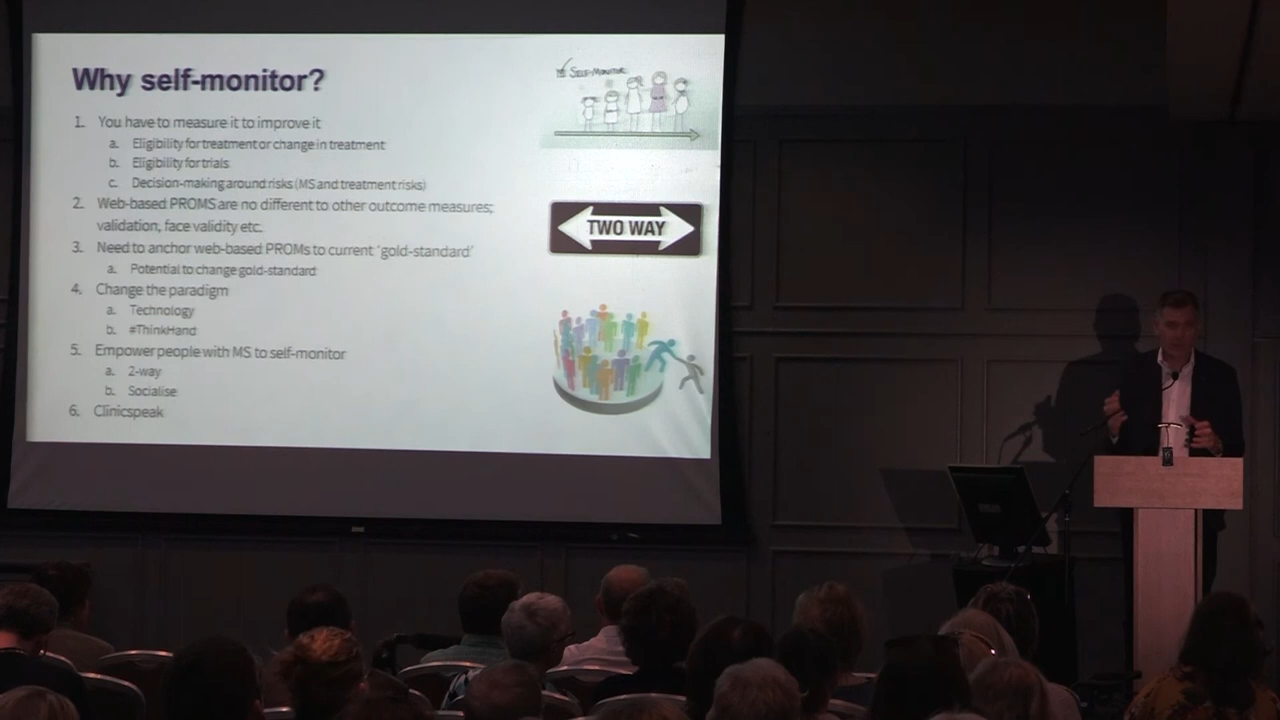 Why self-monitor?
SELF-MONITOR
1. You have to measure it to improve it
a. Eligibility for treatment or change in treatment
b. Eligibility for trials
c. Decision-making around risks (MS and treatment risks)
2. Web-based PROMS are no different to other outcome measures;
validation, face validity etc.
3. Need to anchor web-based PROMs to current 'gold-standard'
a. Potential to change gold-standard
4. Change the paradigm
a. Technology
b. #ThinkHand
5. Empower people with MS to self-monitor
a. 2-way
b. Socialise
6. Clinicspeak
TWO WAY